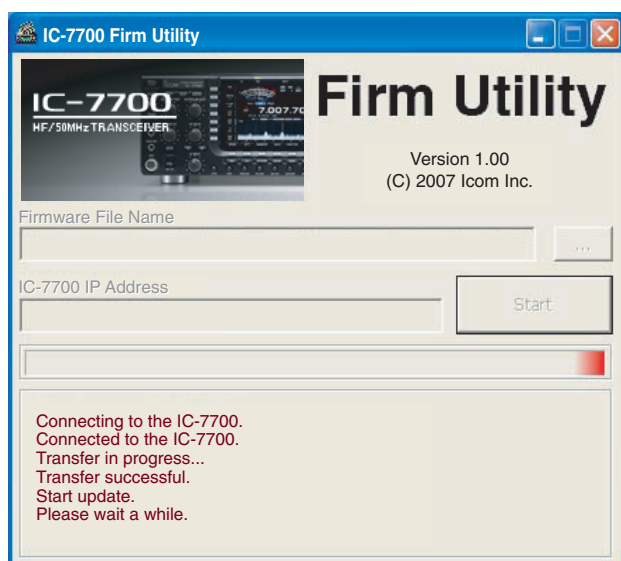 IC-7700 Firm Utility
IC-7700
HF/50MHz TRANSCEIVER
7.007.70
Firm Utility
Version 1.00
(C) 2007 Icom Inc.
Firmware File Name
...
IC-7700 IP Address
Start
Connecting to the IC-7700.
Connected to the IC-7700.
Transfer in progress...
Transfer successful.
Start update.
Please wait a while.